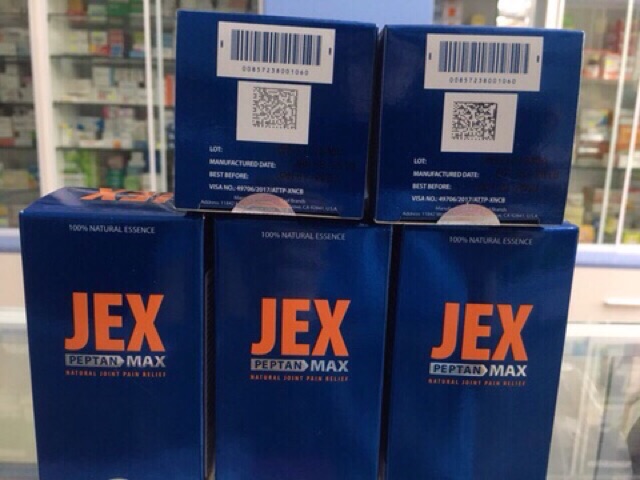 00857238001060
LOT:
MANUFACTURED DATE:
BEST BEFORE:
VISA NO.: 49706/2017/ATTP-XNCB
00857238001060
LOT:
MANUFACTURED DATE:
BEST BEFORE:
VISA NO.: 49706/2017/ATTP-XNCB
JEX
100% NATURAL ESSENCE
JEX
PEPTAN MAX
NATURAL JOINT PAIN RELIEF
100% NATURAL ESSENCE
JEX
PEPTAN MAX
NATURAL JOINT PAIN RELIEF
100% NATURAL ESSENCE
JEX
PEPTAN MAX
NATURAL JOINT PAIN RELIEF